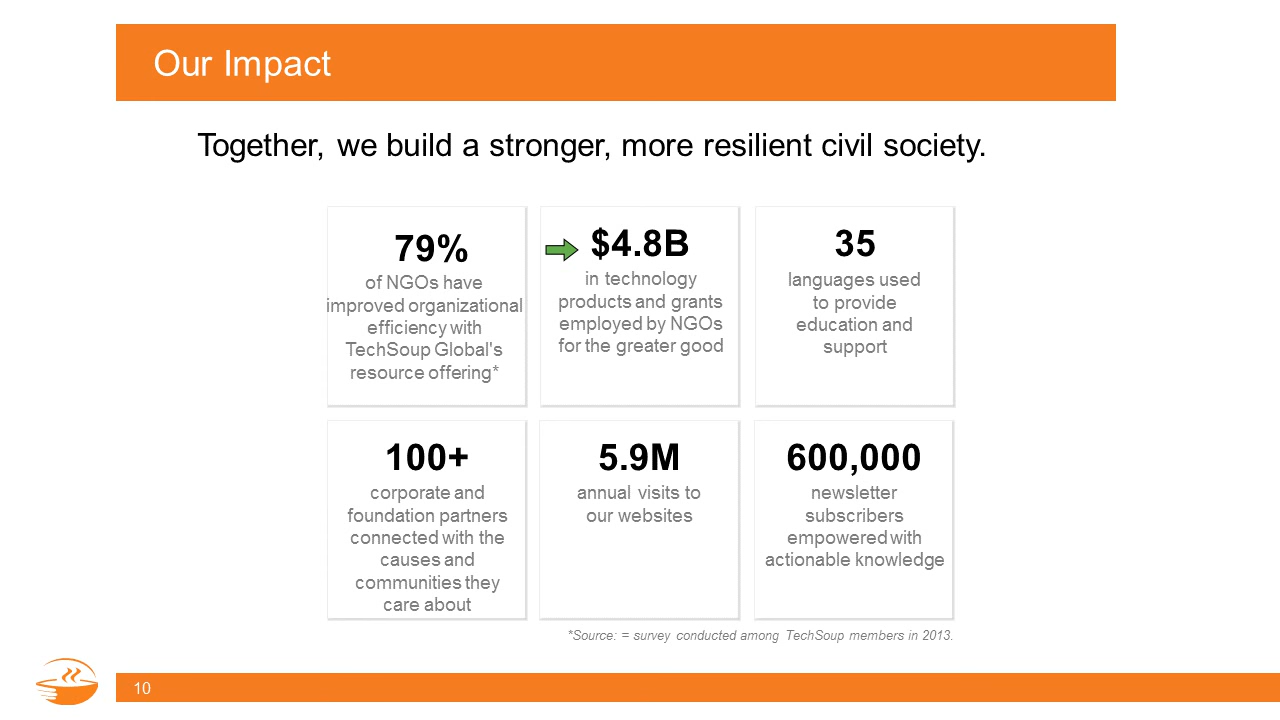 Our Impact
Together, we build a stronger, more resilient civil society.
79%
of NGOs have
improved organizational
efficiency with
TechSoup Global's
resource offering*
$4.8B
in technology
products and grants
employed by NGOs
for the greater good
35
languages used
to provide
education and
support
100+
corporate and
foundation partners
connected with the
causes and
communities they
care about
5.9M
annual visits to
our websites
600,000
newsletter
subscribers
empowered with
actionable knowledge
*Source: = survey conducted among TechSoup members in 2013.
10